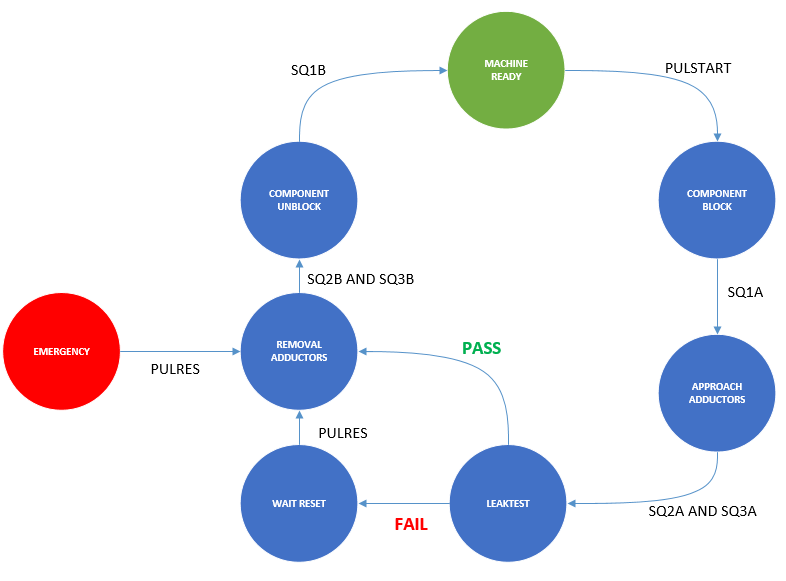 MACHINE
READY
SQ1B
PULSTART
COMPONENT
UNBLOCK
COMPONENT
BLOCK
SQ2B AND SQ3B
SQ1A
EMERGENCY
PULRES
REMOVAL
ADDUCTORS
PASS
APPROACH
ADDUCTORS
PULRES
WAIT RESET
FAIL
LEAKTEST
SQ2A AND SQ3A